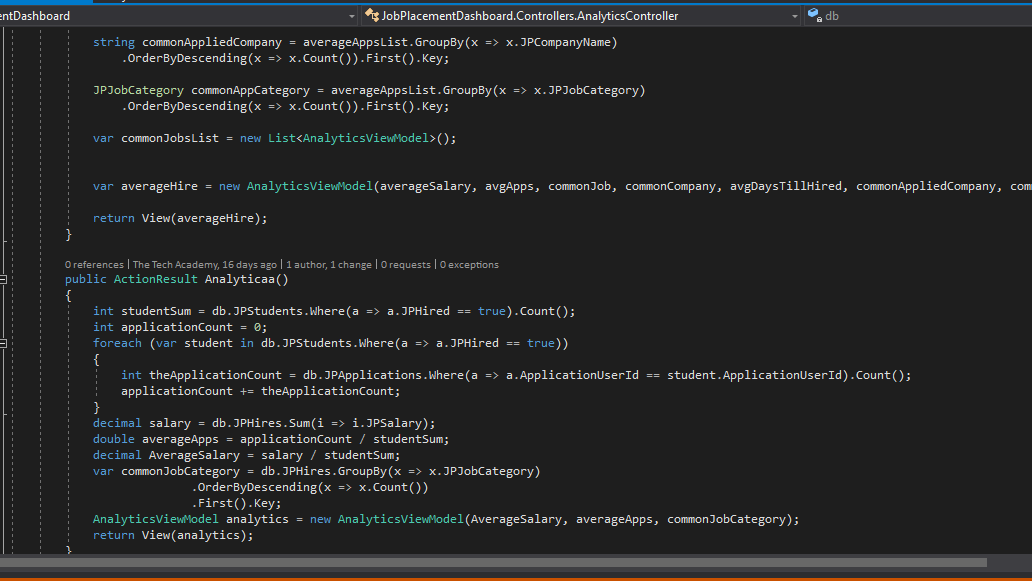 entDashboard JobPlacementDashboard.Controllers.AnalyticsController db
string commonAppliedCompany = averageAppsList.GroupBy(x => x.JPCompanyName)
.OrderByDescending(x => x.Count()).First().Key;
JPJobCategory commonAppCategory = averageAppsList.GroupBy(x => x.JPJobCategory)
.OrderByDescending(x => x.Count()).First().Key;
var commonJobsList = new List<AnalyticsViewModel>();
var averageHire = new AnalyticsViewModel(averageSalary, avgApps, commonJob, commonCompany, avgDaysTillHired, commonAppliedCompany, com
return View(averageHire);
}
0 references | The Tech Academy, 16 days ago | 1 author, 1 change | 0 requests | 0 exceptions
public ActionResult Analyticaa()
{
int studentSum = db.JPStudents.Where(a => a.JPHired == true).Count();
int applicationCount = 0;
foreach (var student in db.JPStudents.Where(a => a.JPHired == true))
{
int theApplicationCount = db.JPApplications.Where(a => a.ApplicationUserId == student.ApplicationUserId).Count();
applicationCount += theApplicationCount;
}
decimal salary = db.JPHires.Sum(i => i.JPSalary);
double averageApps = applicationCount / studentSum;
decimal AverageSalary = salary / studentSum;
var commonJobCategory = db.JPHires.GroupBy(x => x.JPJobCategory)
.OrderByDescending(x => x.Count())
.First().Key;
AnalyticsViewModel analytics = new AnalyticsViewModel(AverageSalary, averageApps, commonJobCategory);
return View(analytics);
}